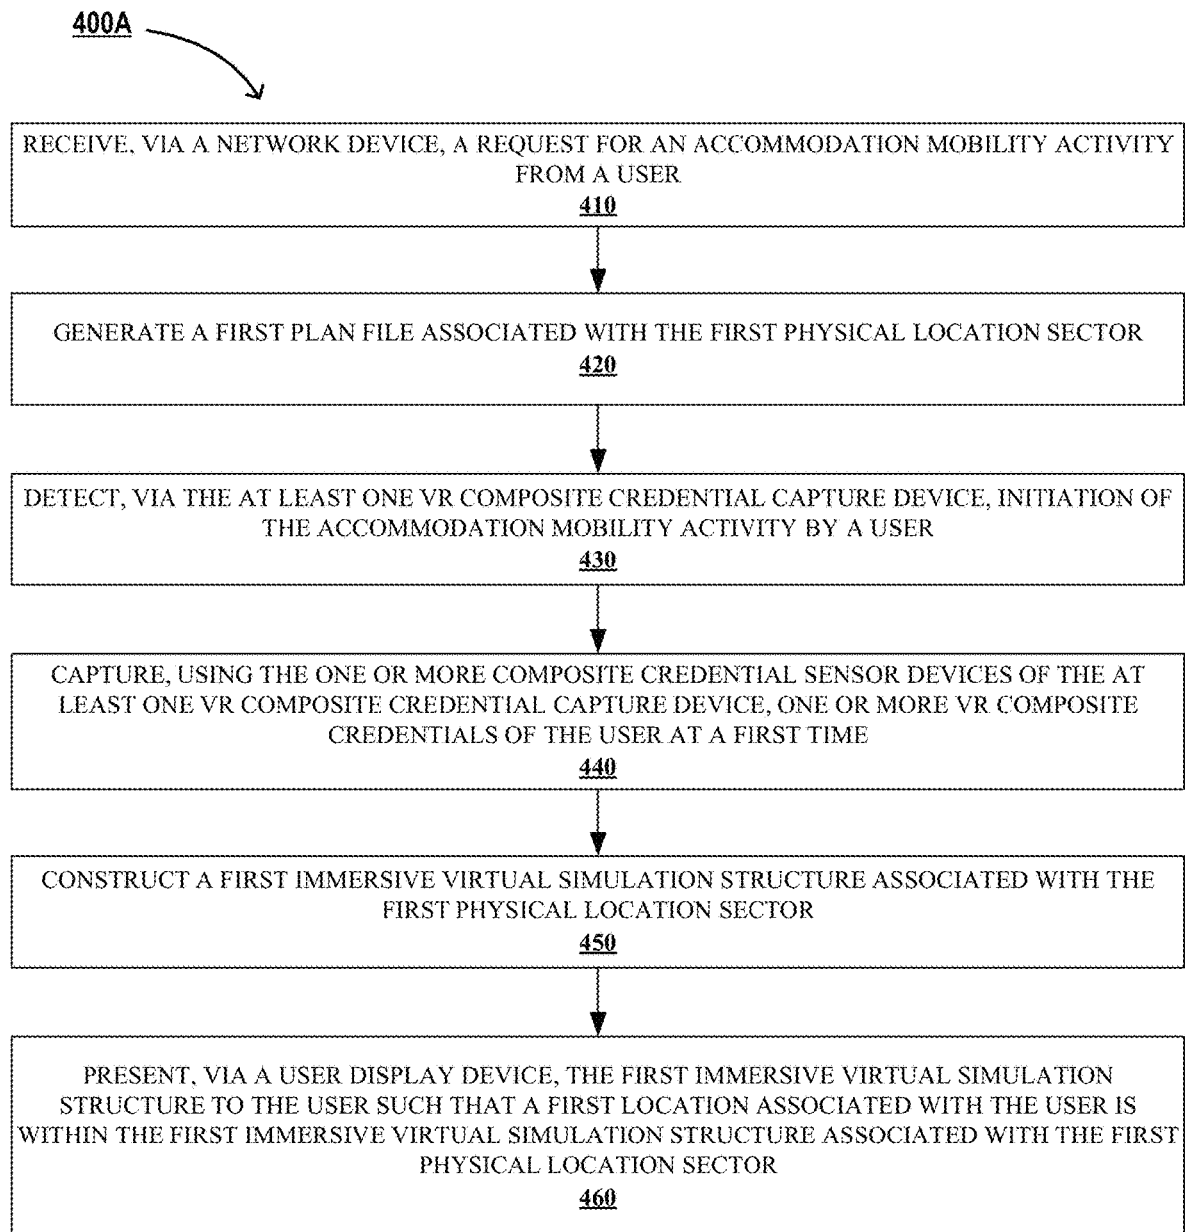 400A
RECEIVE, VIA A NETWORK DEVICE, A REQUEST FOR AN ACCOMMODATION MOBILITY ACTIVITY
FROM A USER
410
GENERATE A FIRST PLAN FILE ASSOCIATED WITH THE FIRST PHYSICAL LOCATION SECTOR
420
DETECT, VIA THE AT LEAST ONE VR COMPOSITE CREDENTIAL CAPTURE DEVICE, INITIATION OF
THE ACCOMMODATION MOBILITY ACTIVITY BY A USER
430
CAPTURE, USING THE ONE OR MORE COMPOSITE CREDENTIAL SENSOR DEVICES OF THE AT
LEAST ONE VR COMPOSITE CREDENTIAL CAPTURE DEVICE, ONE OR MORE VR COMPOSITE
CREDENTIALS OF THE USER AT A FIRST TIME
440
CONSTRUCT A FIRST IMMERSIVE VIRTUAL SIMULATION STRUCTURE ASSOCIATED WITH THE
FIRST PHYSICAL LOCATION SECTOR
450
PRESENT, VIA A USER DISPLAY DEVICE, THE FIRST IMMERSIVE VIRTUAL SIMULATION
STRUCTURE TO THE USER SUCH THAT A FIRST LOCATION ASSOCIATED WITH THE USER IS
WITHIN THE FIRST IMMERSIVE VIRTUAL SIMULATION STRUCTURE ASSOCIATED WITH THE FIRST
PHYSICAL LOCATION SECTOR
460